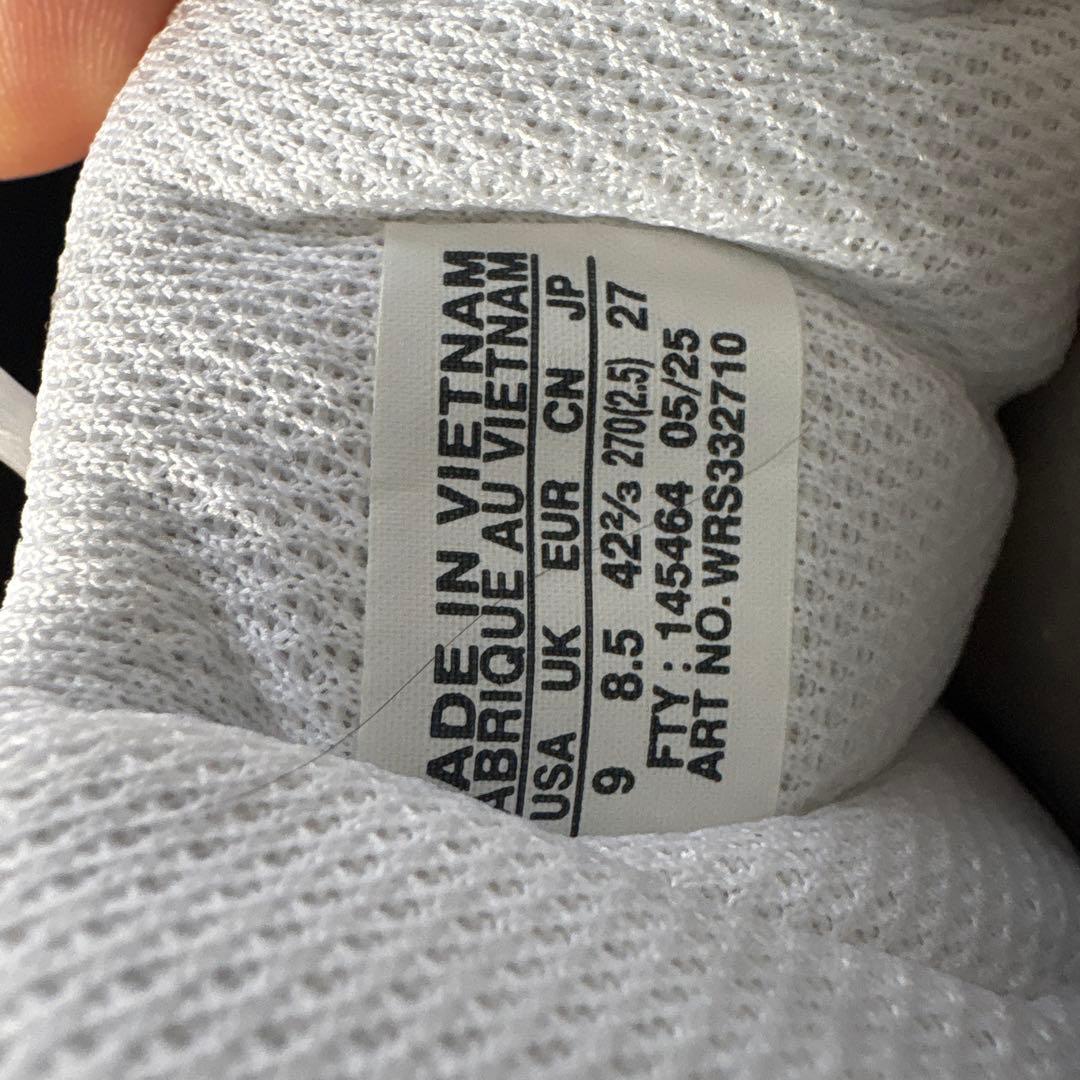 ADE IN VIETNAM
ABRIQUE AU VIETNAM
USA UK EUR CN JP
9 8.5 42⅔ 270(2.5) 27
FTY : 145464 05/25
ART NO. WRS332710